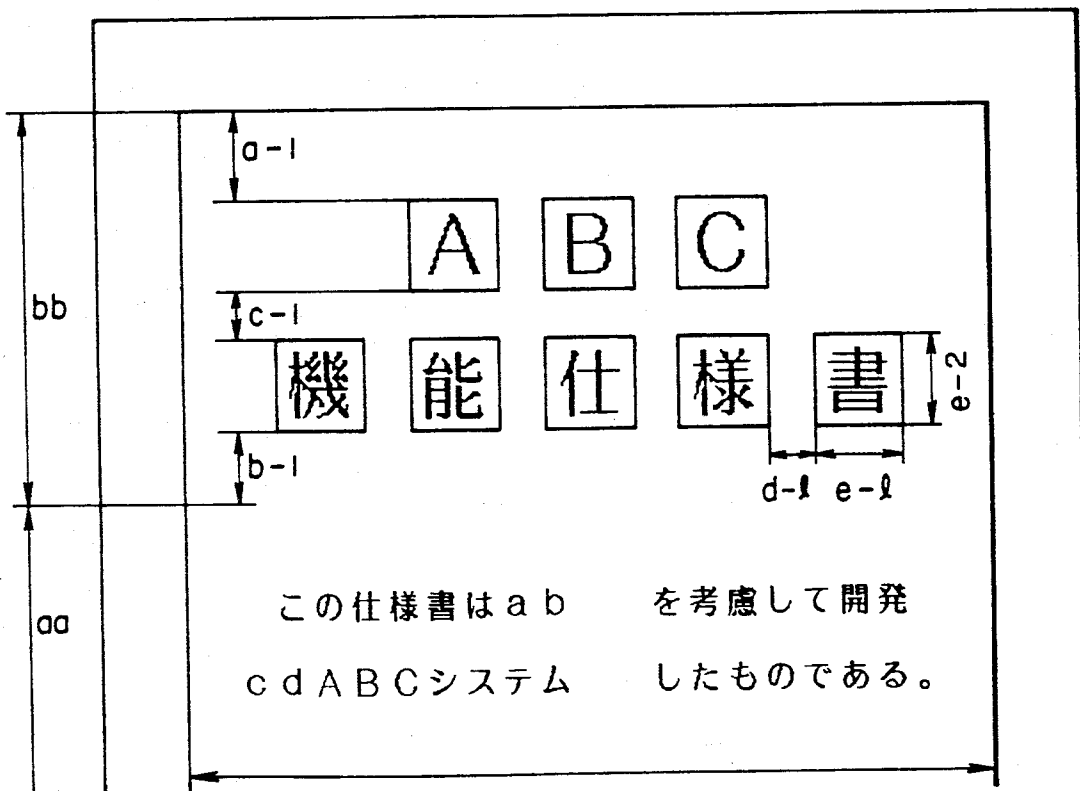 a-1
A B C
bb
c-1
機 能 仕 様 書
e-2
b-1
d-ℓ e-ℓ
この仕様書はａｂ　を考慮して開発
aa
ｃｄＡＢＣシステム　したものである。